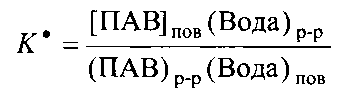 K• = [ПАВ]пов (Вода)р-р
(ПАВ)р-р (Вода)пов